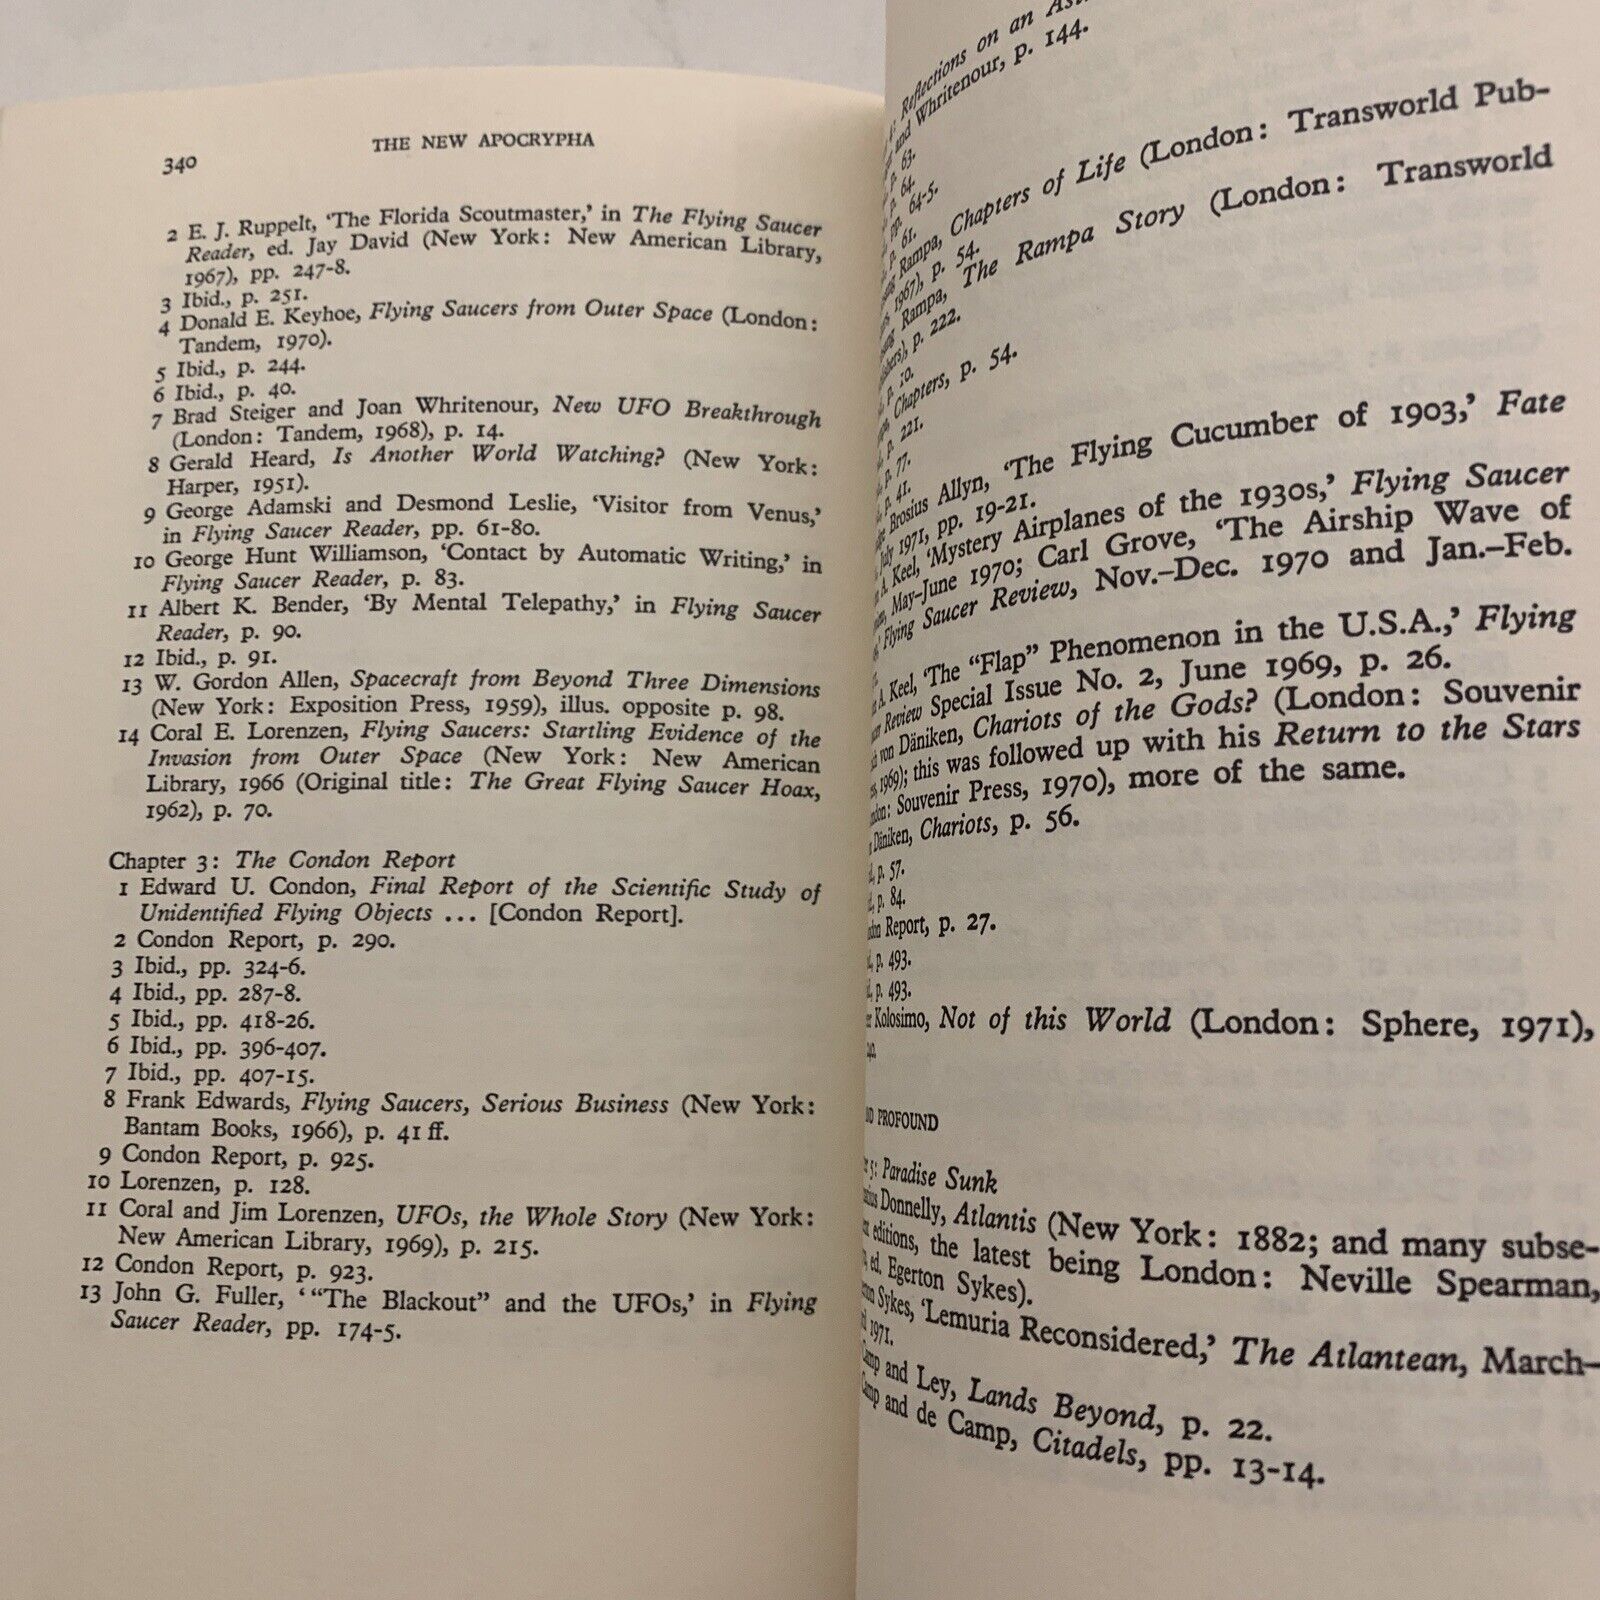 340
THE NEW APOCRYPHA
2 E. J. Ruppelt, 'The Florida Scoutmaster,' in The Flying Saucer
Reader, ed. Jay David (New York: New American Library,
1967), pp. 247-8.
3 Ibid., p. 251.
4 Donald E. Keyhoe, Flying Saucers from Outer Space (London:
Tandem, 1970).
5 Ibid., p. 244.
6 Ibid., p. 40.
7 Brad Steiger and Joan Whritenour, New UFO Breakthrough
(London: Tandem, 1968), p. 14.
8 Gerald Heard, Is Another World Watching? (New York:
Harper, 1951).
9 George Adamski and Desmond Leslie, 'Visitor from Venus,'
in Flying Saucer Reader, pp. 61-80.
10 George Hunt Williamson, 'Contact by Automatic Writing,' in
Flying Saucer Reader, p. 83.
11 Albert K. Bender, 'By Mental Telepathy,' in Flying Saucer
Reader, p. 90.
12 Ibid., p. 91.
13 W. Gordon Allen, Spacecraft from Beyond Three Dimensions
(New York: Exposition Press, 1959), illus. opposite p. 98.
14 Coral E. Lorenzen, Flying Saucers: Startling Evidence of the
Invasion from Outer Space (New York: New American
Library, 1966 (Original title: The Great Flying Saucer Hoax,
1962), p. 70.
Chapter 3: The Condon Report
1 Edward U. Condon, Final Report of the Scientific Study of
Unidentified Flying Objects ... [Condon Report].
2 Condon Report, p. 290.
3 Ibid., pp. 324-6.
4 Ibid., pp. 287-8.
5 Ibid., pp. 418-26.
6 Ibid., pp. 396-407.
7 Ibid., pp. 407-15.
8 Frank Edwards, Flying Saucers, Serious Business (New York:
Bantam Books, 1966), p. 41 ff.
9 Condon Report, p. 925.
10 Lorenzen, p. 128.
11 Coral and Jim Lorenzen, UFOs, the Whole Story (New York:
New American Library, 1969), p. 215.
12 Condon Report, p. 923.
13 John G. Fuller, '"The Blackout" and the UFOs,' in Flying
Saucer Reader, pp. 174-5.
Reflections on an
and Whritenour, p. 144.
p. 63.
p. 64.
pp. 64-5.
p. 61.
Rampa, Chapters of Life (London: Transworld Pub-
1967), p. 54.
Rampa, The Rampa Story (London: Transworld
p. 222.
p. 10.
Chapters, p. 54.
p. 221.
p. 77.
p. 41.
Brosius Allyn, 'The Flying Cucumber of 1903,' Fate
July 1971, pp. 19-21.
A. Keel, 'Mystery Airplanes of the 1930s,' Flying Saucer
May-June 1970; Carl Grove, 'The Airship Wave of
Flying Saucer Review, Nov.-Dec. 1970 and Jan.-Feb.
A. Keel, 'The "Flap" Phenomenon in the U.S.A.,' Flying
Review Special Issue No. 2, June 1969, p. 26.
von Däniken, Chariots of the Gods? (London: Souvenir
1969); this was followed up with his Return to the Stars
Souvenir Press, 1970), more of the same.
Däniken, Chariots, p. 56.
p. 57.
p. 84.
Report, p. 27.
p. 493.
p. 493.
Kolosimo, Not of this World (London: Sphere, 1971),
PROFOUND
5: Paradise Sunk
Donnelly, Atlantis (New York: 1882; and many subse-
editions, the latest being London: Neville Spearman,
ed. Egerton Sykes).
Sykes, 'Lemuria Reconsidered,' The Atlantean, March-
1971.
Camp and Ley, Lands Beyond, p. 22.
Camp and de Camp, Citadels, pp. 13-14.